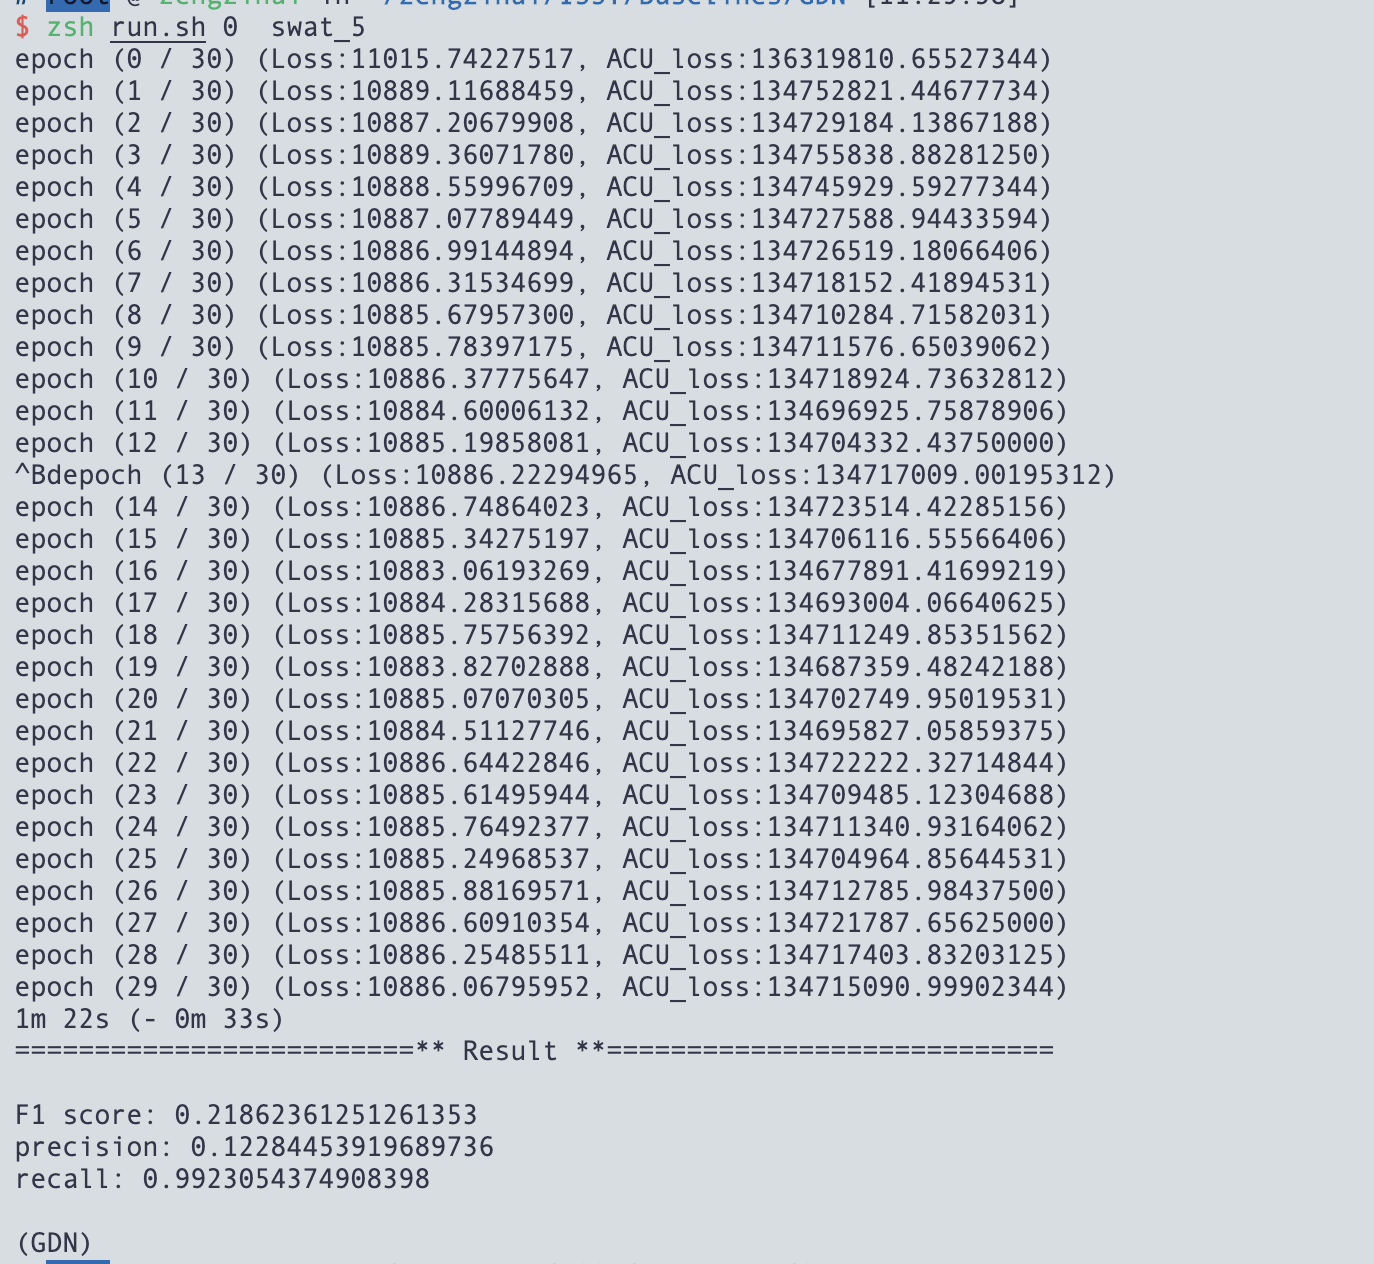 $ zsh run.sh 0  swat_5
epoch (0 / 30) (Loss:11015.74227517, ACU_loss:136319810.65527344)
epoch (1 / 30) (Loss:10889.11688459, ACU_loss:134752821.44677734)
epoch (2 / 30) (Loss:10887.20679908, ACU_loss:134729184.13867188)
epoch (3 / 30) (Loss:10889.36071780, ACU_loss:134755838.88281250)
epoch (4 / 30) (Loss:10888.55996709, ACU_loss:134745929.59277344)
epoch (5 / 30) (Loss:10887.07789449, ACU_loss:134727588.94433594)
epoch (6 / 30) (Loss:10886.99144894, ACU_loss:134726519.18066406)
epoch (7 / 30) (Loss:10886.31534699, ACU_loss:134718152.41894531)
epoch (8 / 30) (Loss:10885.67957300, ACU_loss:134710284.71582031)
epoch (9 / 30) (Loss:10885.78397175, ACU_loss:134711576.65039062)
epoch (10 / 30) (Loss:10886.37775647, ACU_loss:134718924.73632812)
epoch (11 / 30) (Loss:10884.60006132, ACU_loss:134696925.75878906)
epoch (12 / 30) (Loss:10885.19858081, ACU_loss:134704332.43750000)
^Bdepoch (13 / 30) (Loss:10886.22294965, ACU_loss:134717009.00195312)
epoch (14 / 30) (Loss:10886.74864023, ACU_loss:134723514.42285156)
epoch (15 / 30) (Loss:10885.34275197, ACU_loss:134706116.55566406)
epoch (16 / 30) (Loss:10883.06193269, ACU_loss:134677891.41699219)
epoch (17 / 30) (Loss:10884.28315688, ACU_loss:134693004.06640625)
epoch (18 / 30) (Loss:10885.75756392, ACU_loss:134711249.85351562)
epoch (19 / 30) (Loss:10883.82702888, ACU_loss:134687359.48242188)
epoch (20 / 30) (Loss:10885.07070305, ACU_loss:134702749.95019531)
epoch (21 / 30) (Loss:10884.51127746, ACU_loss:134695827.05859375)
epoch (22 / 30) (Loss:10886.64422846, ACU_loss:134722222.32714844)
epoch (23 / 30) (Loss:10885.61495944, ACU_loss:134709485.12304688)
epoch (24 / 30) (Loss:10885.76492377, ACU_loss:134711340.93164062)
epoch (25 / 30) (Loss:10885.24968537, ACU_loss:134704964.85644531)
epoch (26 / 30) (Loss:10885.88169571, ACU_loss:134712785.98437500)
epoch (27 / 30) (Loss:10886.60910354, ACU_loss:134721787.65625000)
epoch (28 / 30) (Loss:10886.25485511, ACU_loss:134717403.83203125)
epoch (29 / 30) (Loss:10886.06795952, ACU_loss:134715090.99902344)
1m 22s (- 0m 33s)
=========================** Result **============================
F1 score: 0.21862361251261353
precision: 0.12284453919689736
recall: 0.9923054374908398
(GDN)